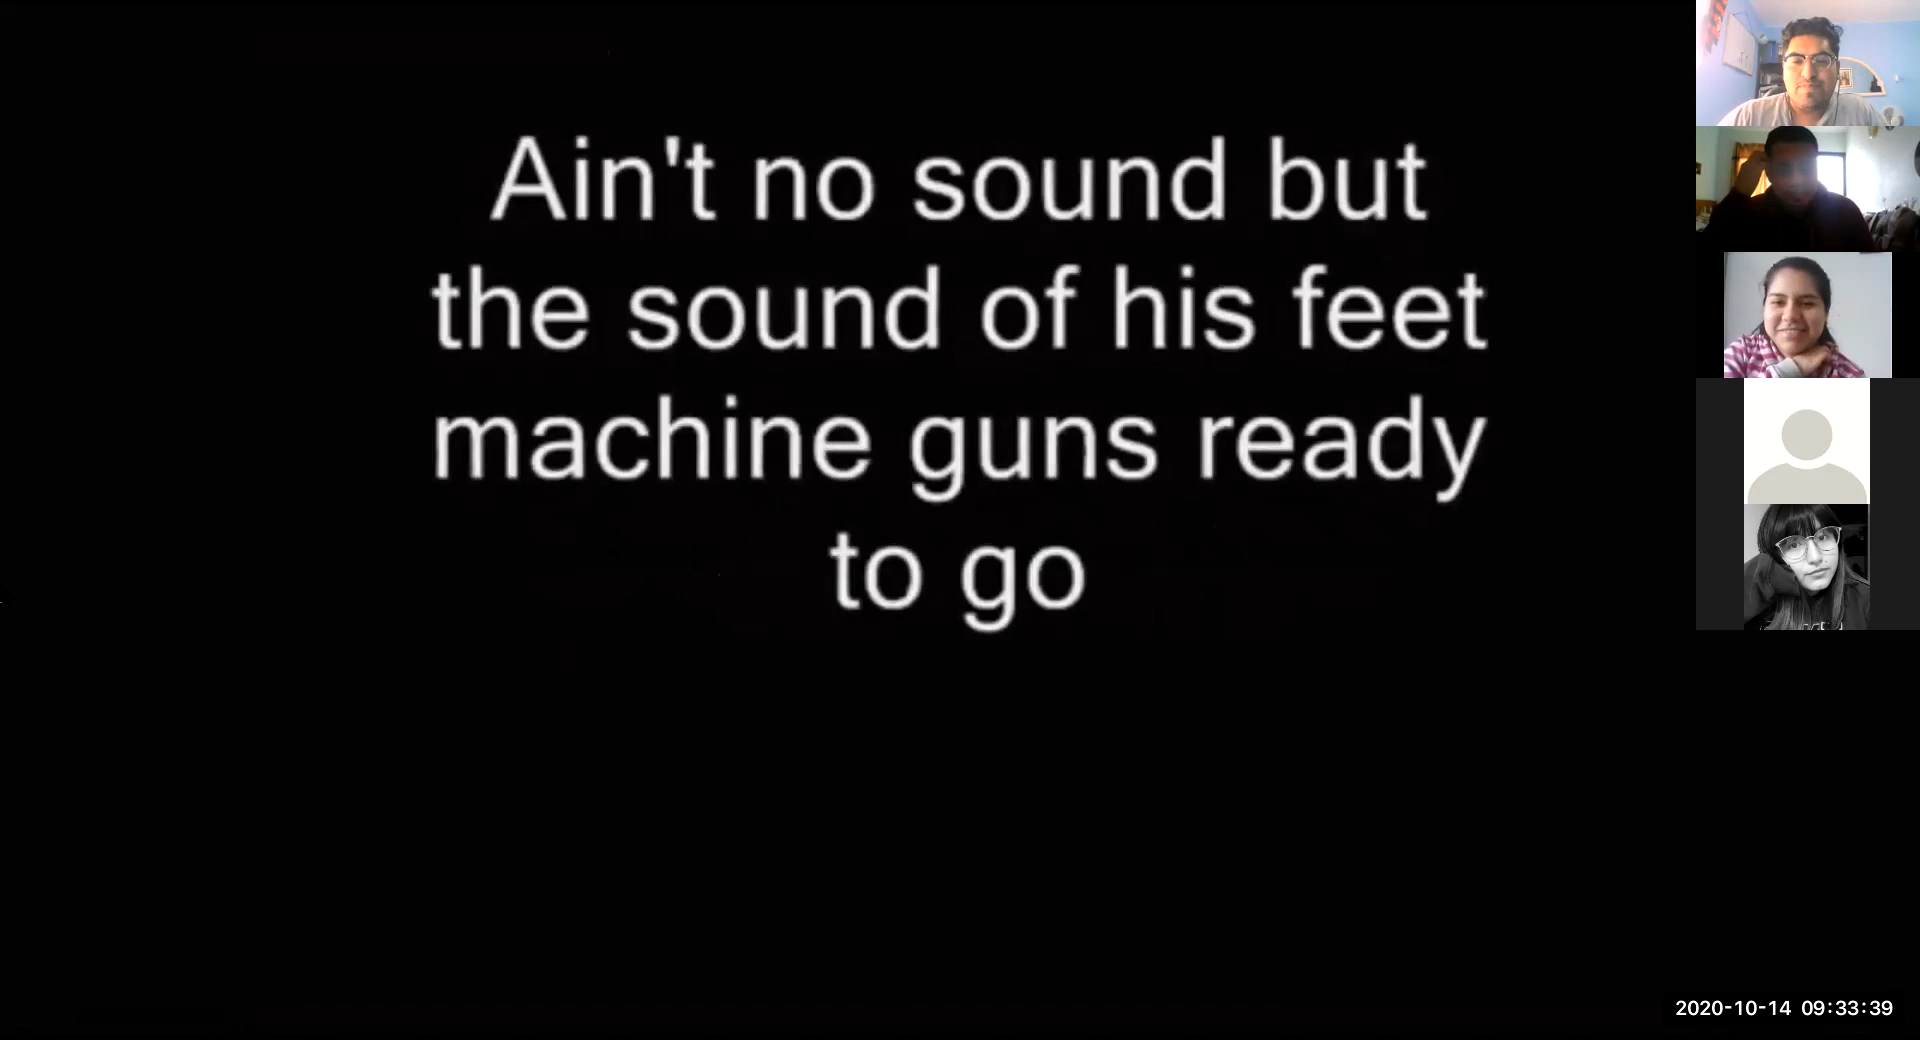 Ain't no sound but
the sound of his feet
machine guns ready
to go
2020-10-14 09:33:39